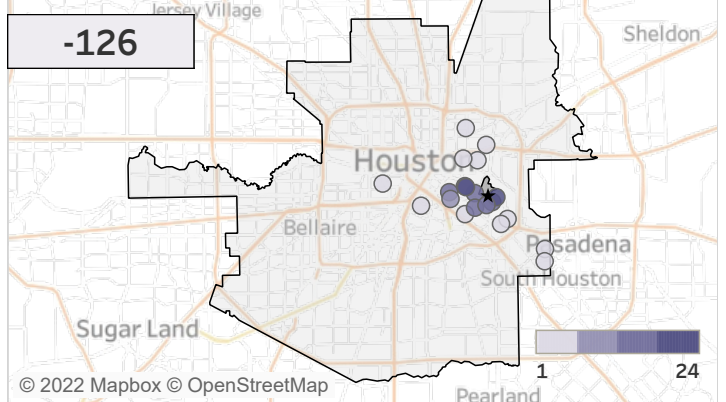 Jersey Village
-126
Sheldon
Houston
Bellaire
Pasadena
South Houston
Sugar Land
1
24
© 2022 Mapbox © OpenStreetMap
Pearland